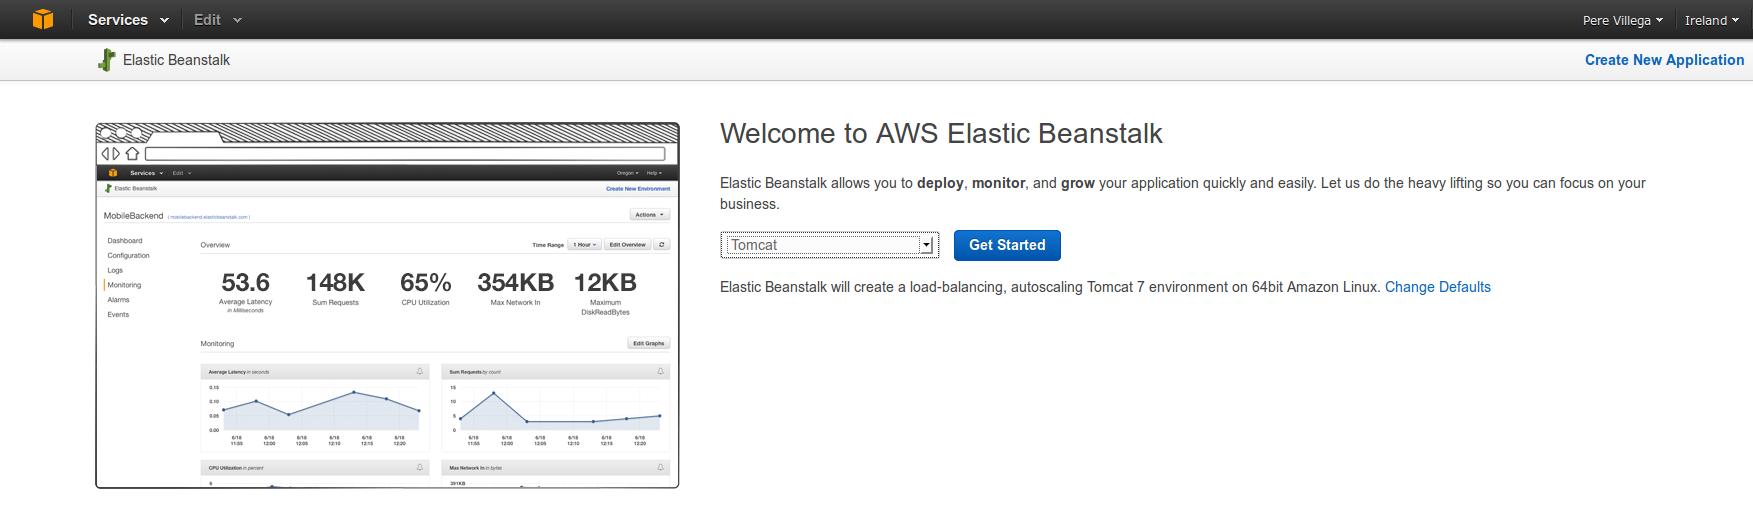 Services Edit Pere Villega Ireland
Elastic Beanstalk Create New Application
Welcome to AWS Elastic Beanstalk
Elastic Beanstalk allows you to deploy, monitor, and grow your application quickly and easily. Let us do the heavy lifting so you can focus on your
business.
Tomcat Get Started
Elastic Beanstalk will create a load-balancing, autoscaling Tomcat 7 environment on 64bit Amazon Linux. Change Defaults
Services Edit Oregon Help
Elastic Beanstalk Create New Environment
MobileBackend ( mobilebackend.elasticbeanstalk.com ) Actions
Dashboard
Configuration
Logs
Monitoring
Alarms
Events
Overview Time Range 1 Hour Edit Overview
53.6 148K 65% 354KB 12KB
Average Latency Sum Requests CPU Utilization Max Network In Maximum
in Milliseconds DiskReadBytes
Monitoring Edit Graphs
Average Latency in seconds
0.15
0.10
0.05
0.00
6/18 6/18 6/18 6/18 6/18 6/18
11:55 12:00 12:05 12:10 12:15 12:20
Sum Requests by count
15
10
5
0
6/18 6/18 6/18 6/18 6/18 6/18
11:55 12:00 12:05 12:10 12:15 12:20
CPU Utilization in percent
Max Network In in bytes
391KB